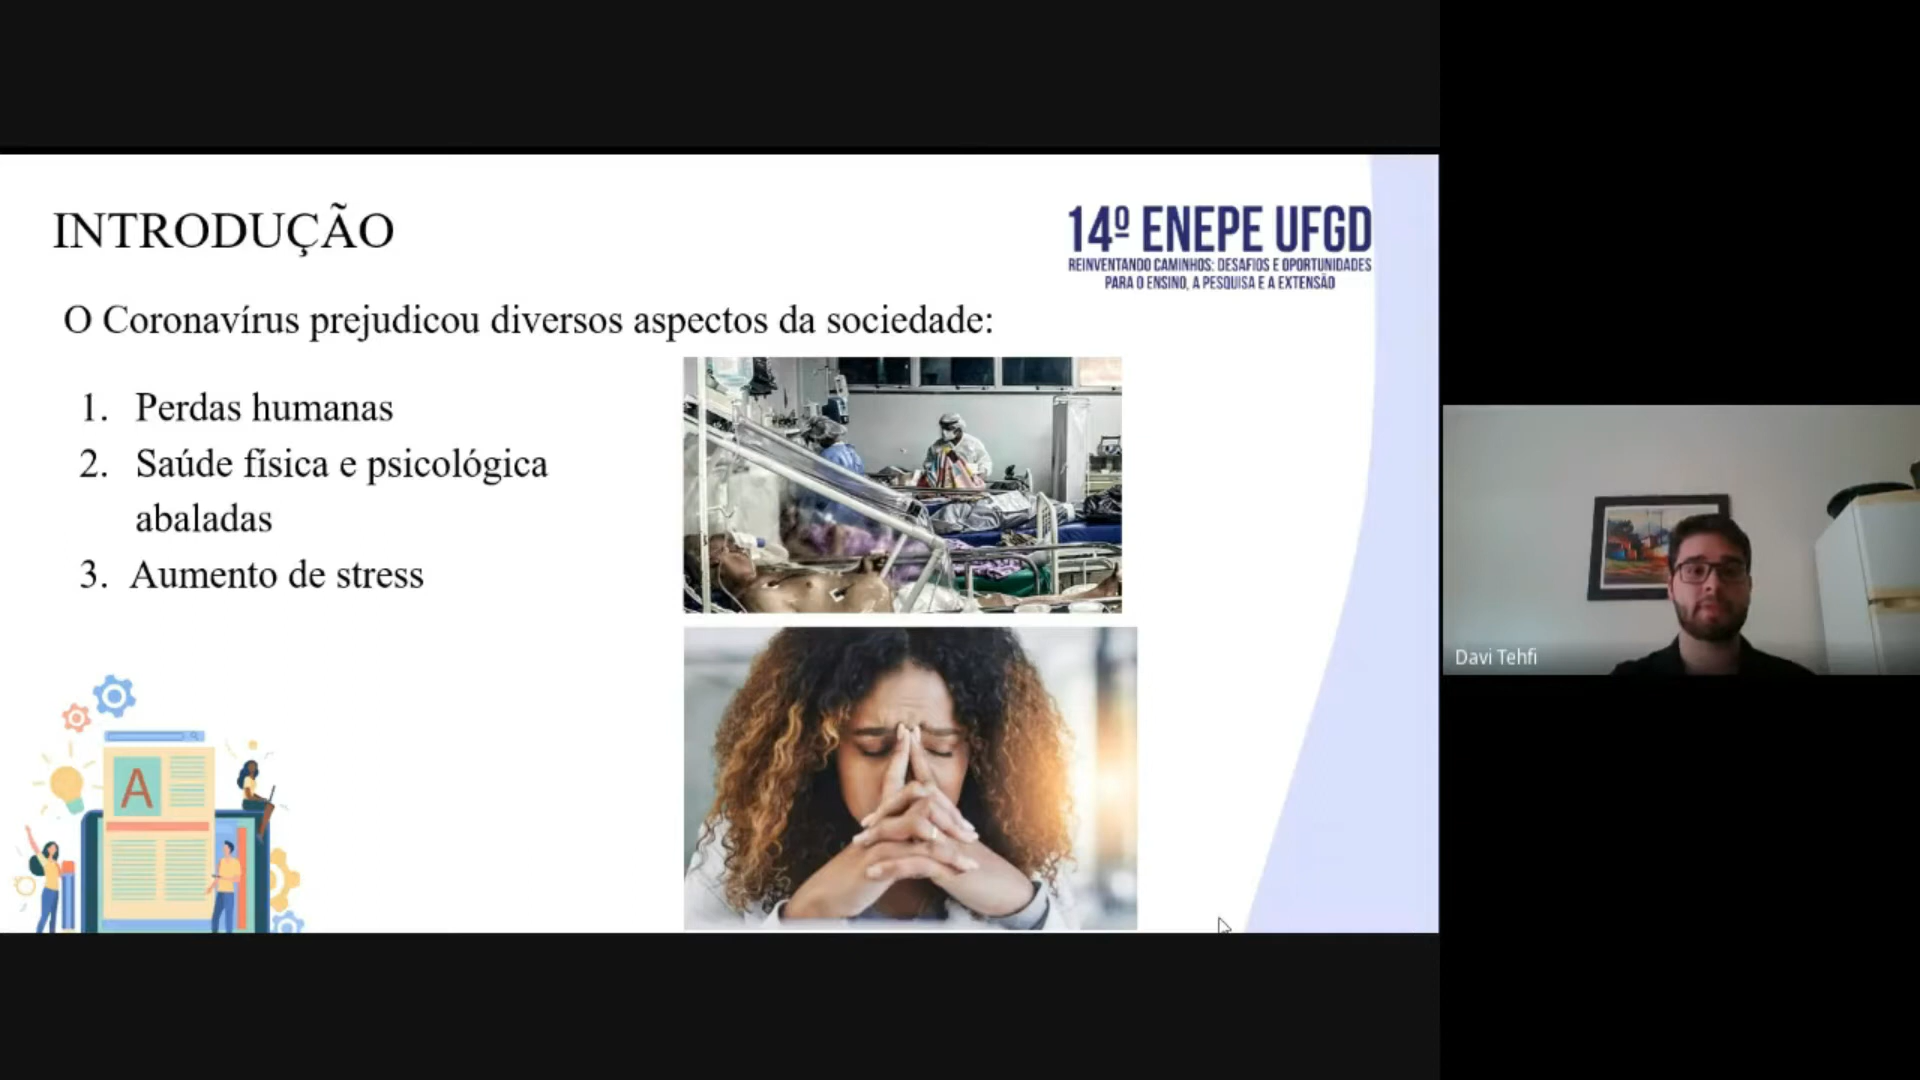 INTRODUÇÃO
14º ENEPE UFGD
REINVENTANDO CAMINHOS: DESAFIOS E OPORTUNIDADES
PARA O ENSINO, A PESQUISA E A EXTENSÃO
O Coronavírus prejudicou diversos aspectos da sociedade:
1. Perdas humanas
2. Saúde física e psicológica
abaladas
3. Aumento de stress
A
Davi Tehfi